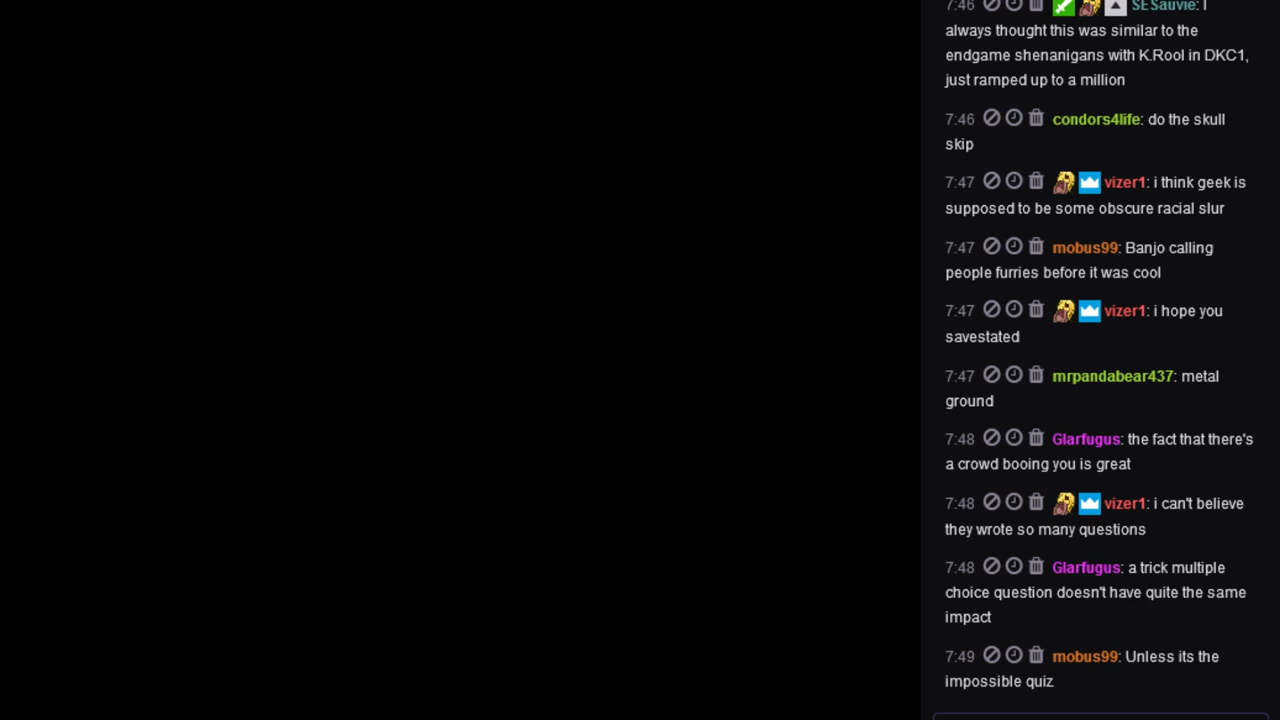 7:46 SESauvie: I
always thought this was similar to the
endgame shenanigans with K.Rool in DKC1,
just ramped up to a million
7:46 condors4life: do the skull
skip
7:47 vizer1: i think geek is
supposed to be some obscure racial slur
7:47 mobus99: Banjo calling
people furries before it was cool
7:47 vizer1: i hope you
savestated
7:47 mrpandabear437: metal
ground
7:48 Glarfugus: the fact that there's
a crowd booing you is great
7:48 vizer1: i can't believe
they wrote so many questions
7:48 Glarfugus: a trick multiple
choice question doesn't have quite the same
impact
7:49 mobus99: Unless its the
impossible quiz